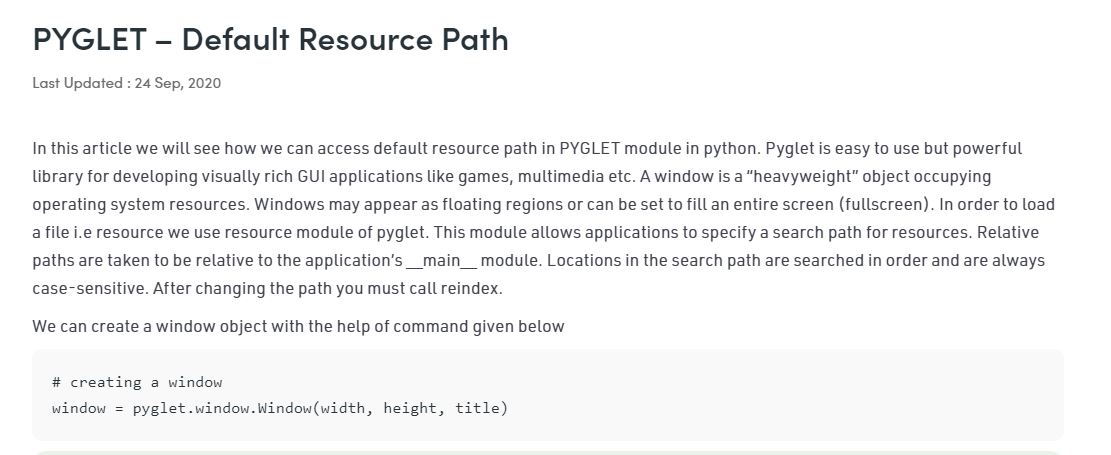 PYGLET – Default Resource Path
Last Updated : 24 Sep, 2020
In this article we will see how we can access default resource path in PYGLET module in python. Pyglet is easy to use but powerful
library for developing visually rich GUI applications like games, multimedia etc. A window is a “heavyweight” object occupying
operating system resources. Windows may appear as floating regions or can be set to fill an entire screen (fullscreen). In order to load
a file i.e resource we use resource module of pyglet. This module allows applications to specify a search path for resources. Relative
paths are taken to be relative to the application’s __main__ module. Locations in the search path are searched in order and are always
case-sensitive. After changing the path you must call reindex.
We can create a window object with the help of command given below
# creating a window
window = pyglet.window.Window(width, height, title)